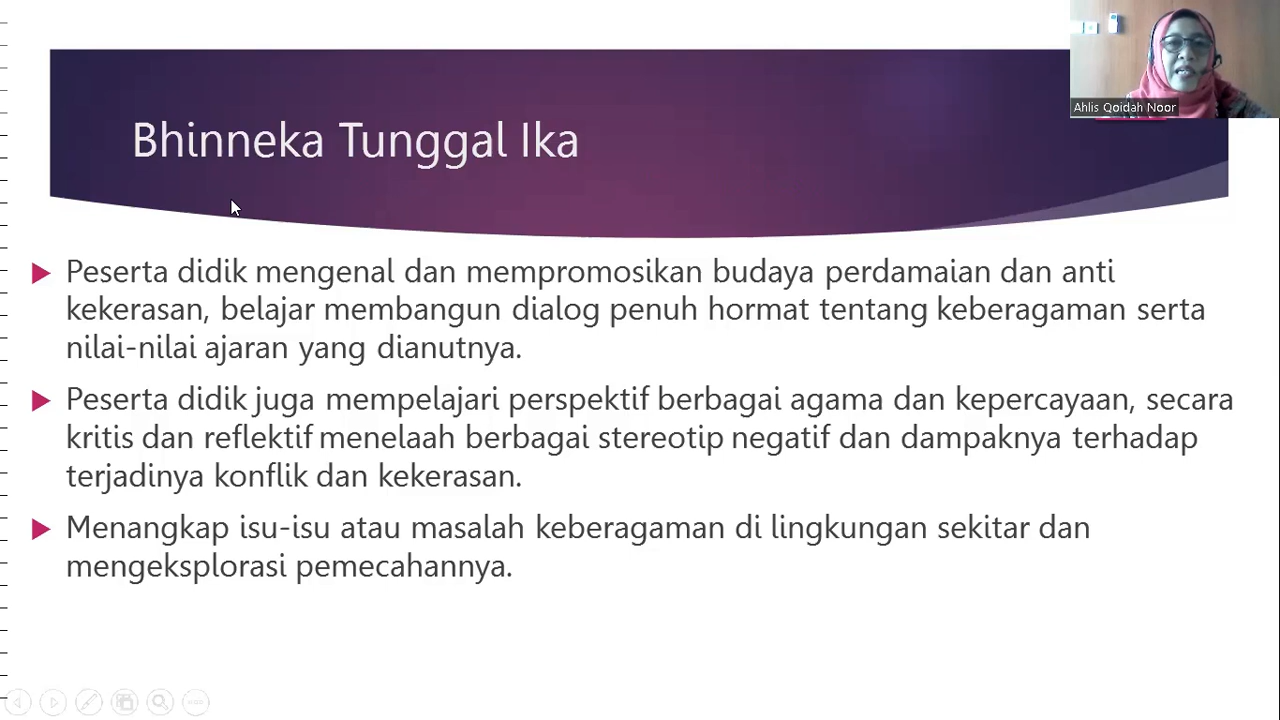 Ahlis Qoidah Noor
Bhinneka Tunggal Ika
Peserta didik mengenal dan mempromosikan budaya perdamaian dan anti
kekerasan, belajar membangun dialog penuh hormat tentang keberagaman serta
nilai-nilai ajaran yang dianutnya.
Peserta didik juga mempelajari perspektif berbagai agama dan kepercayaan, secara
kritis dan reflektif menelaah berbagai stereotip negatif dan dampaknya terhadap
terjadinya konflik dan kekerasan.
Menangkap isu-isu atau masalah keberagaman di lingkungan sekitar dan
mengeksplorasi pemecahannya.